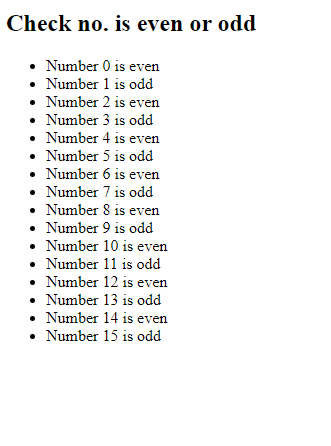 Check no. is even or odd
Number 0 is even
Number 1 is odd
Number 2 is even
Number 3 is odd
Number 4 is even
Number 5 is odd
Number 6 is even
Number 7 is odd
Number 8 is even
Number 9 is odd
Number 10 is even
Number 11 is odd
Number 12 is even
Number 13 is odd
Number 14 is even
Number 15 is odd